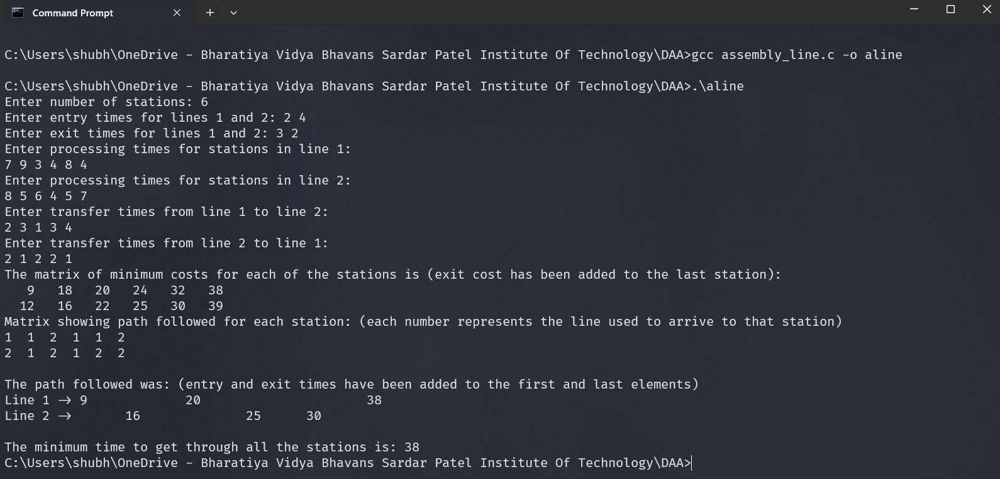 Command Prompt
C:\Users\shubh\OneDrive - Bharatiya Vidya Bhavans Sardar Patel Institute Of Technology\DAA>gcc assembly_line.c -o aline
C:\Users\shubh\OneDrive - Bharatiya Vidya Bhavans Sardar Patel Institute Of Technology\DAA>.\aline
Enter number of stations: 6
Enter entry times for lines 1 and 2: 2 4
Enter exit times for lines 1 and 2: 3 2
Enter processing times for stations in line 1:
7 9 3 4 8 4
Enter processing times for stations in line 2:
8 5 6 4 5 7
Enter transfer times from line 1 to line 2:
2 3 1 3 4
Enter transfer times from line 2 to line 1:
2 1 2 2 1
The matrix of minimum costs for each of the stations is (exit cost has been added to the last station):
   9   18   20   24   32   38
  12   16   22   25   30   39
Matrix showing path followed for each station: (each number represents the line used to arrive to that station)
1  1  2  1  1  2
2  1  2  1  2  2
The path followed was: (entry and exit times have been added to the first and last elements)
Line 1 -> 9             20                      38
Line 2 ->       16              25      30
The minimum time to get through all the stations is: 38
C:\Users\shubh\OneDrive - Bharatiya Vidya Bhavans Sardar Patel Institute Of Technology\DAA>